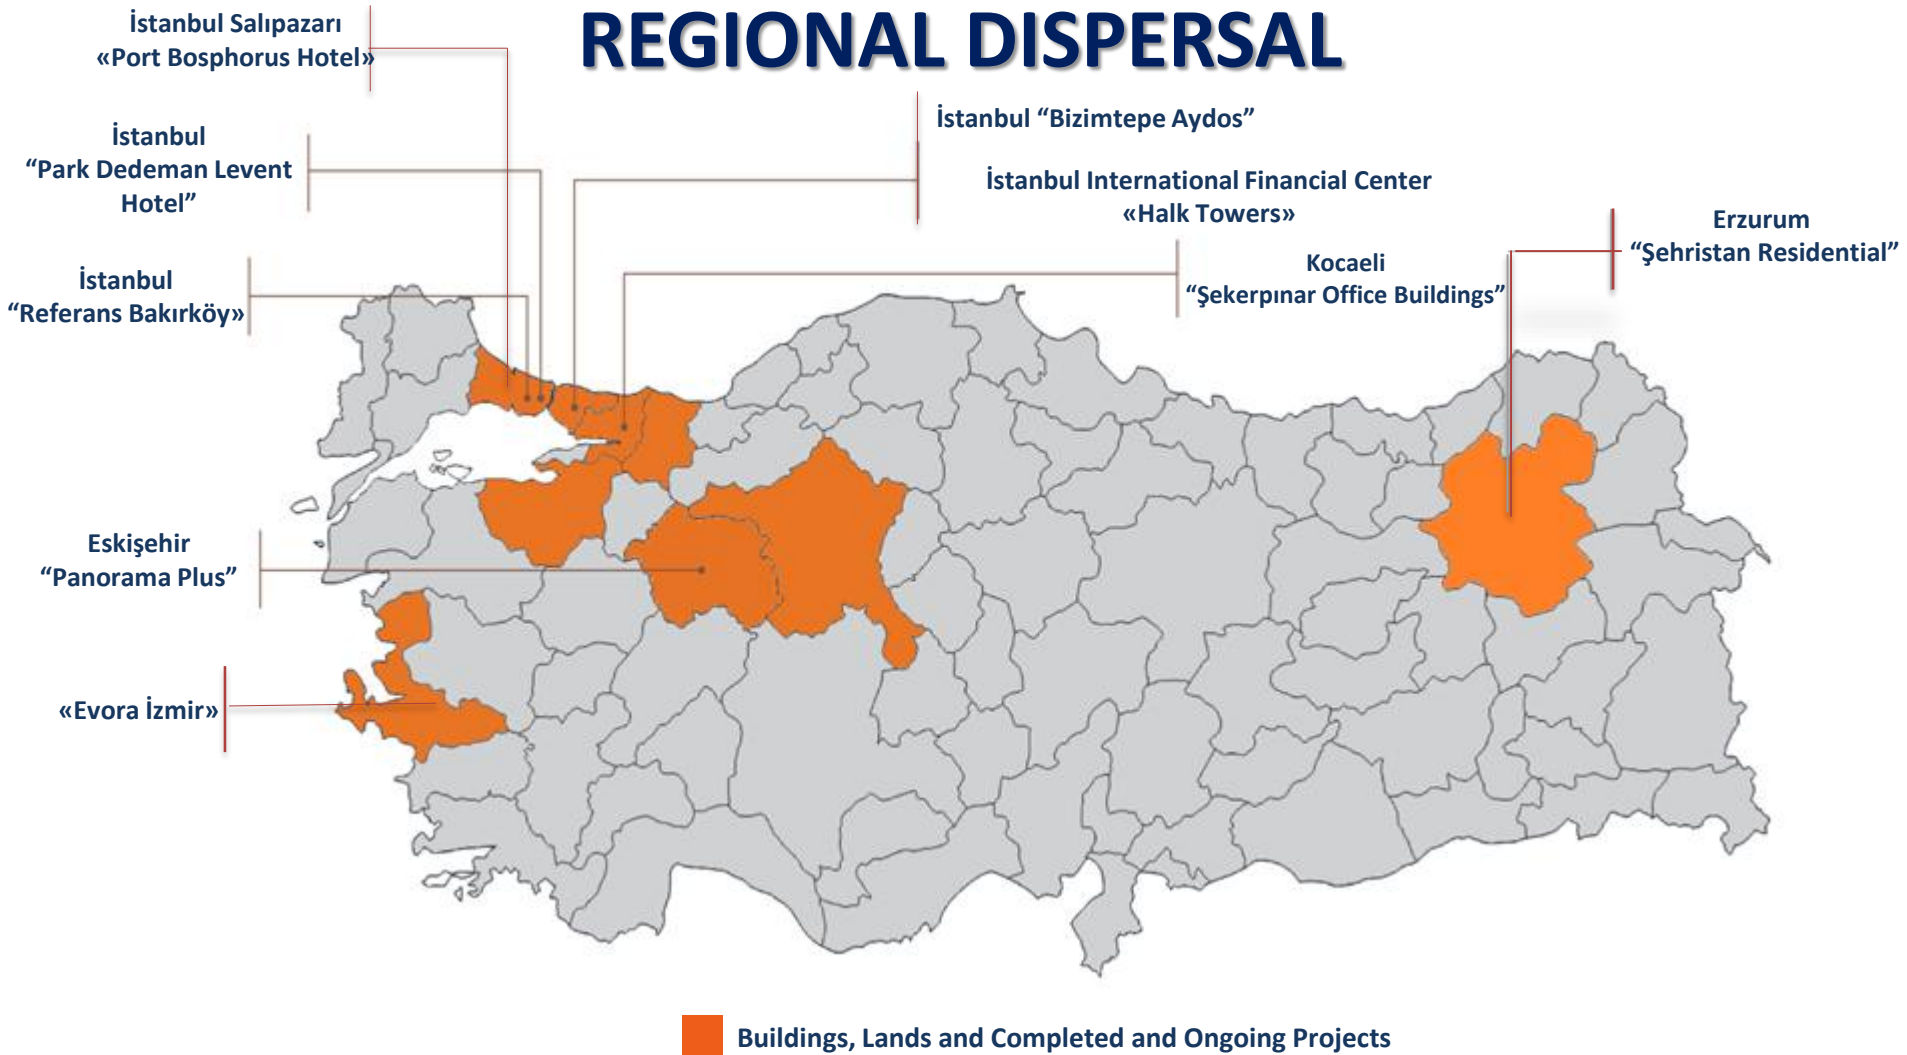 REGIONAL DISPERSAL
İstanbul Salıpazarı
«Port Bosphorus Hotel»
İstanbul
“Park Dedeman Levent
Hotel”
İstanbul
“Referans Bakırköy»
İstanbul “Bizimtepe Aydos”
İstanbul International Financial Center
«Halk Towers»
Kocaeli
“Şekerpınar Office Buildings”
Erzurum
“Şehristan Residential”
Eskişehir
“Panorama Plus”
«Evora İzmir»
Buildings, Lands and Completed and Ongoing Projects